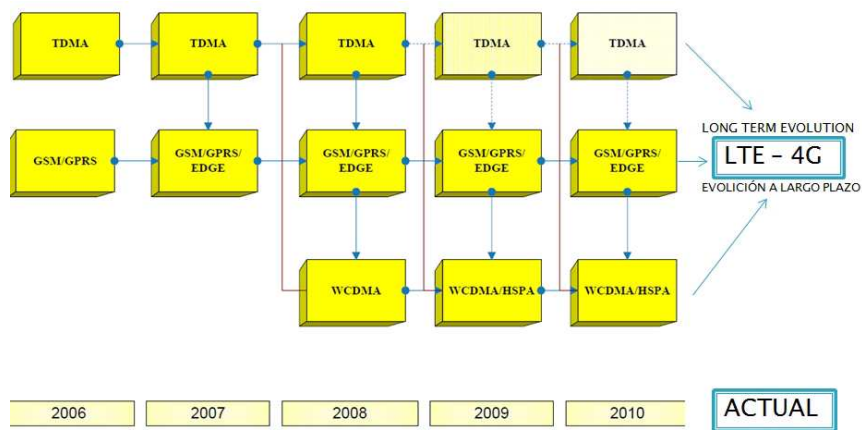 TDMA
TDMA
TDMA
TDMA
TDMA
LONG TERM EVOLUTION
GSM/GPRS
GSM/GPRS/
EDGE
GSM/GPRS/
EDGE
GSM/GPRS/
EDGE
GSM/GPRS/
EDGE
LTE – 4G
EVOLICIÓN A LARGO PLAZO
WCDMA
WCDMA/HSPA
WCDMA/HSPA
2006
2007
2008
2009
2010
ACTUAL